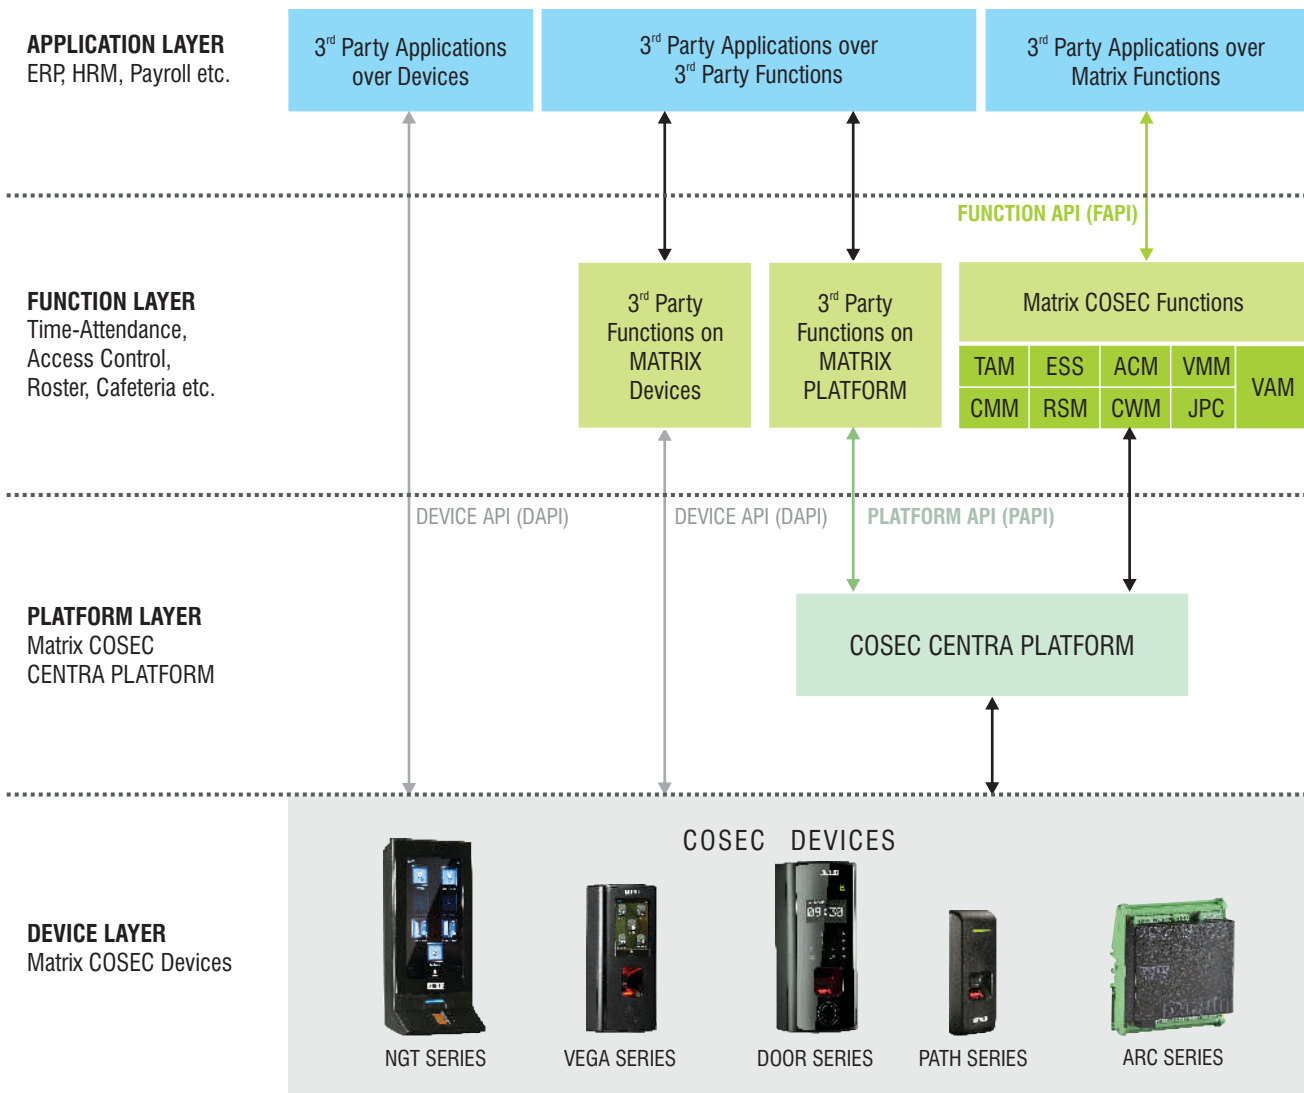 APPLICATION LAYER
ERP, HRM, Payroll etc.
3rd Party Applications
over Devices
3rd Party Applications over
3rd Party Functions
3rd Party Applications over
Matrix Functions
FUNCTION API (FAPI)
FUNCTION LAYER
Time-Attendance,
Access Control,
Roster, Cafeteria etc.
3rd Party
Functions on
MATRIX
Devices
3rd Party
Functions on
MATRIX
PLATFORM
Matrix COSEC Functions
TAM ESS ACM VMM
VAM
CMM RSM CWM JPC
DEVICE API (DAPI)
DEVICE API (DAPI)
PLATFORM API (PAPI)
PLATFORM LAYER
Matrix COSEC
CENTRA PLATFORM
COSEC CENTRA PLATFORM
COSEC DEVICES
09:30
DEVICE LAYER
Matrix COSEC Devices
NGT SERIES
VEGA SERIES
DOOR SERIES
PATH SERIES
ARC SERIES